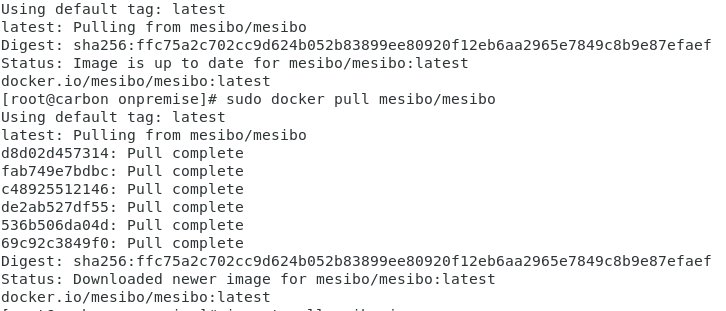 Using default tag: latest
latest: Pulling from mesibo/mesibo
Digest: sha256:ffc75a2c702cc9d624b052b83899ee80920f12eb6aa2965e7849c8b9e87efaef
Status: Image is up to date for mesibo/mesibo:latest
docker.io/mesibo/mesibo:latest
[root@carbon onpremise]# sudo docker pull mesibo/mesibo
Using default tag: latest
latest: Pulling from mesibo/mesibo
d8d02d457314: Pull complete
fab749e7bdbc: Pull complete
c48925512146: Pull complete
de2ab527df55: Pull complete
536b506da04d: Pull complete
69c92c3849f0: Pull complete
Digest: sha256:ffc75a2c702cc9d624b052b83899ee80920f12eb6aa2965e7849c8b9e87efaef
Status: Downloaded newer image for mesibo/mesibo:latest
docker.io/mesibo/mesibo:latest